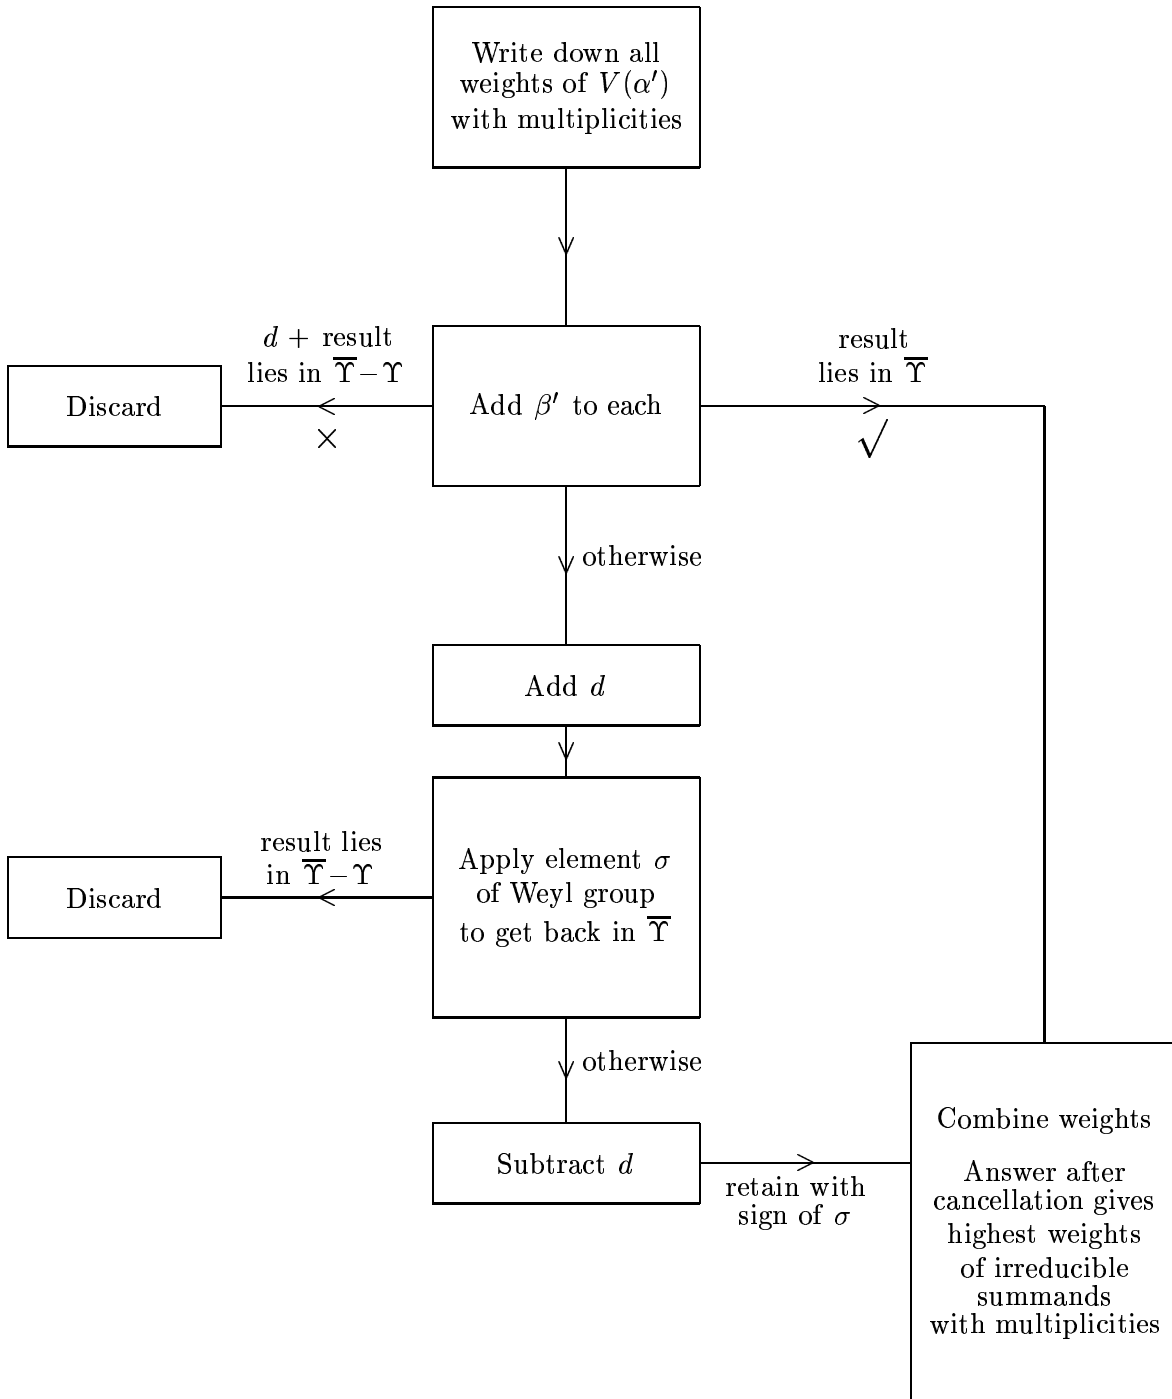 Write down all
weights of V(α′)
with multiplicities
d + result
lies in ϒ̅−ϒ
×
Discard
Add β′ to each
result
lies in ϒ̅
√
otherwise
Add d
result lies
in ϒ̅−ϒ
Discard
Apply element σ
of Weyl group
to get back in ϒ̅
otherwise
Subtract d
retain with
sign of σ
Combine weights
Answer after
cancellation gives
highest weights
of irreducible
summands
with multiplicities